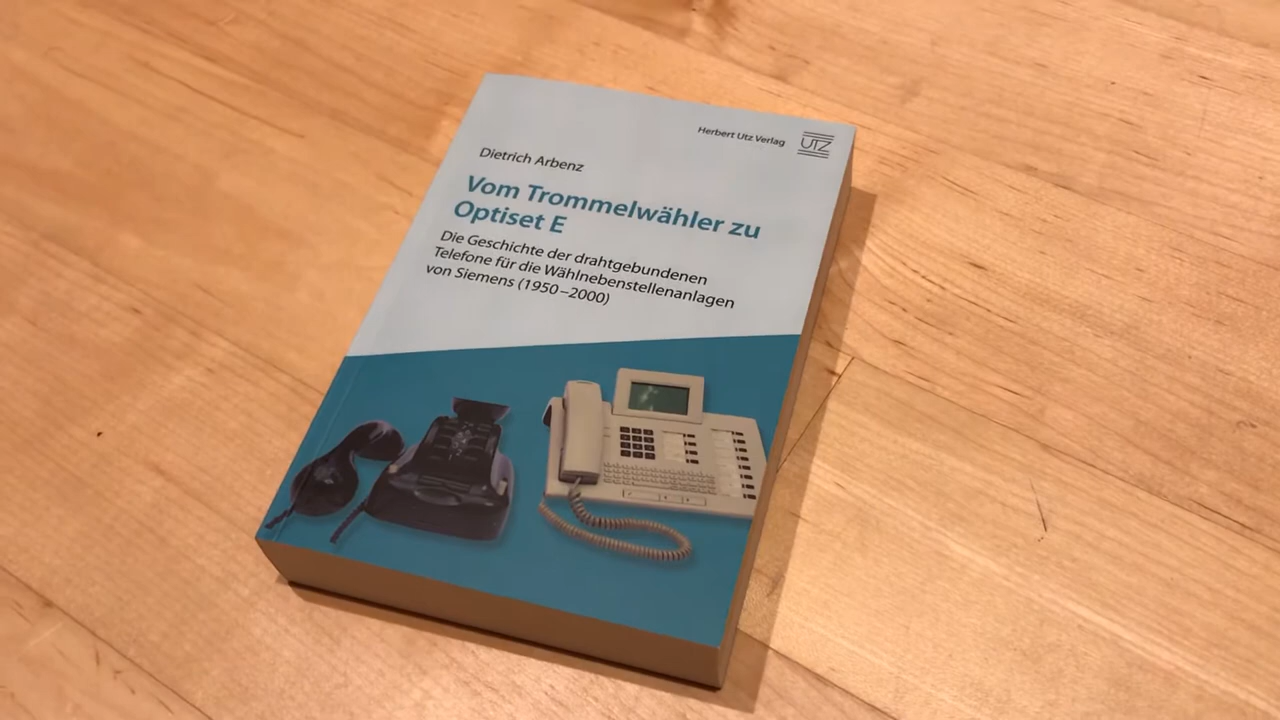 Herbert Utz Verlag
UTZ
Dietrich Arbenz
Vom Trommelwähler zu
Optiset E
Die Geschichte der drahtgebundenen
Telefone für die Wählnebenstellenanlagen
von Siemens (1950–2000)